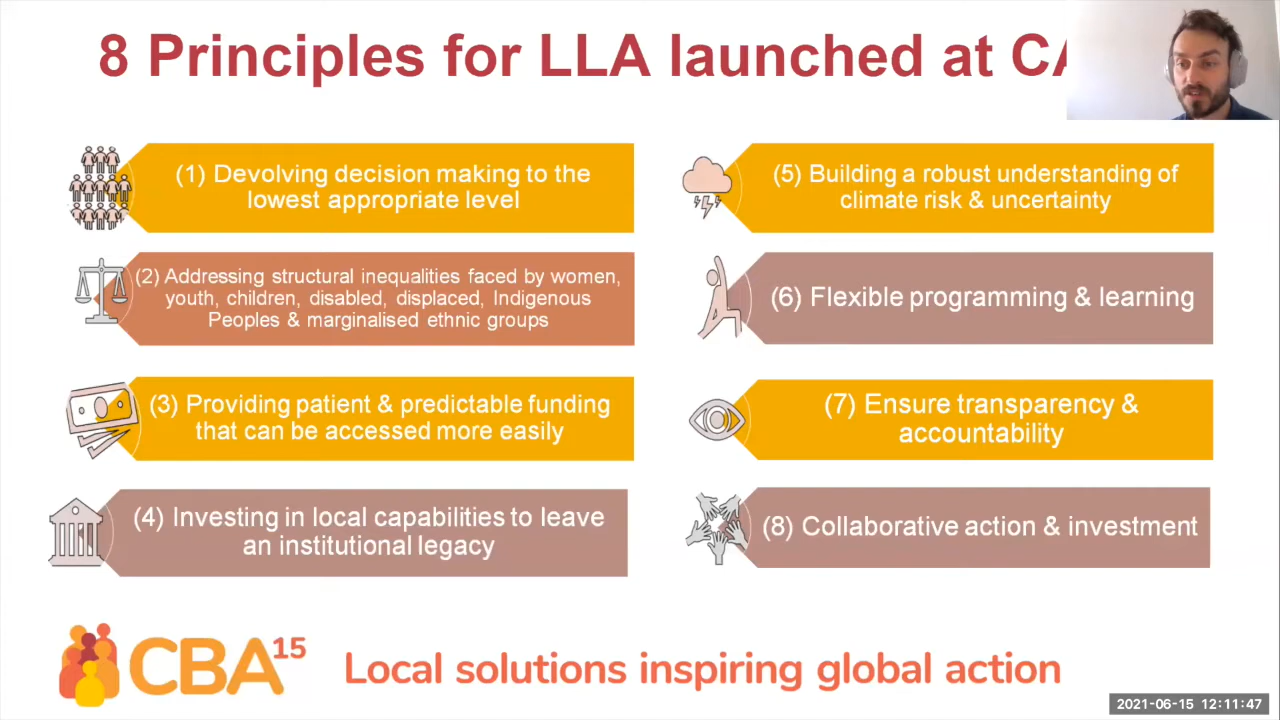 8 Principles for LLA launched at CA
(1) Devolving decision making to the
lowest appropriate level
(2) Addressing structural inequalities faced by women,
youth, children, disabled, displaced, Indigenous
Peoples & marginalised ethnic groups
(3) Providing patient & predictable funding
that can be accessed more easily
(4) Investing in local capabilities to leave
an institutional legacy
(5) Building a robust understanding of
climate risk & uncertainty
(6) Flexible programming & learning
(7) Ensure transparency &
accountability
(8) Collaborative action & investment
CBA15
Local solutions inspiring global action
2021-06-15 12:11:47